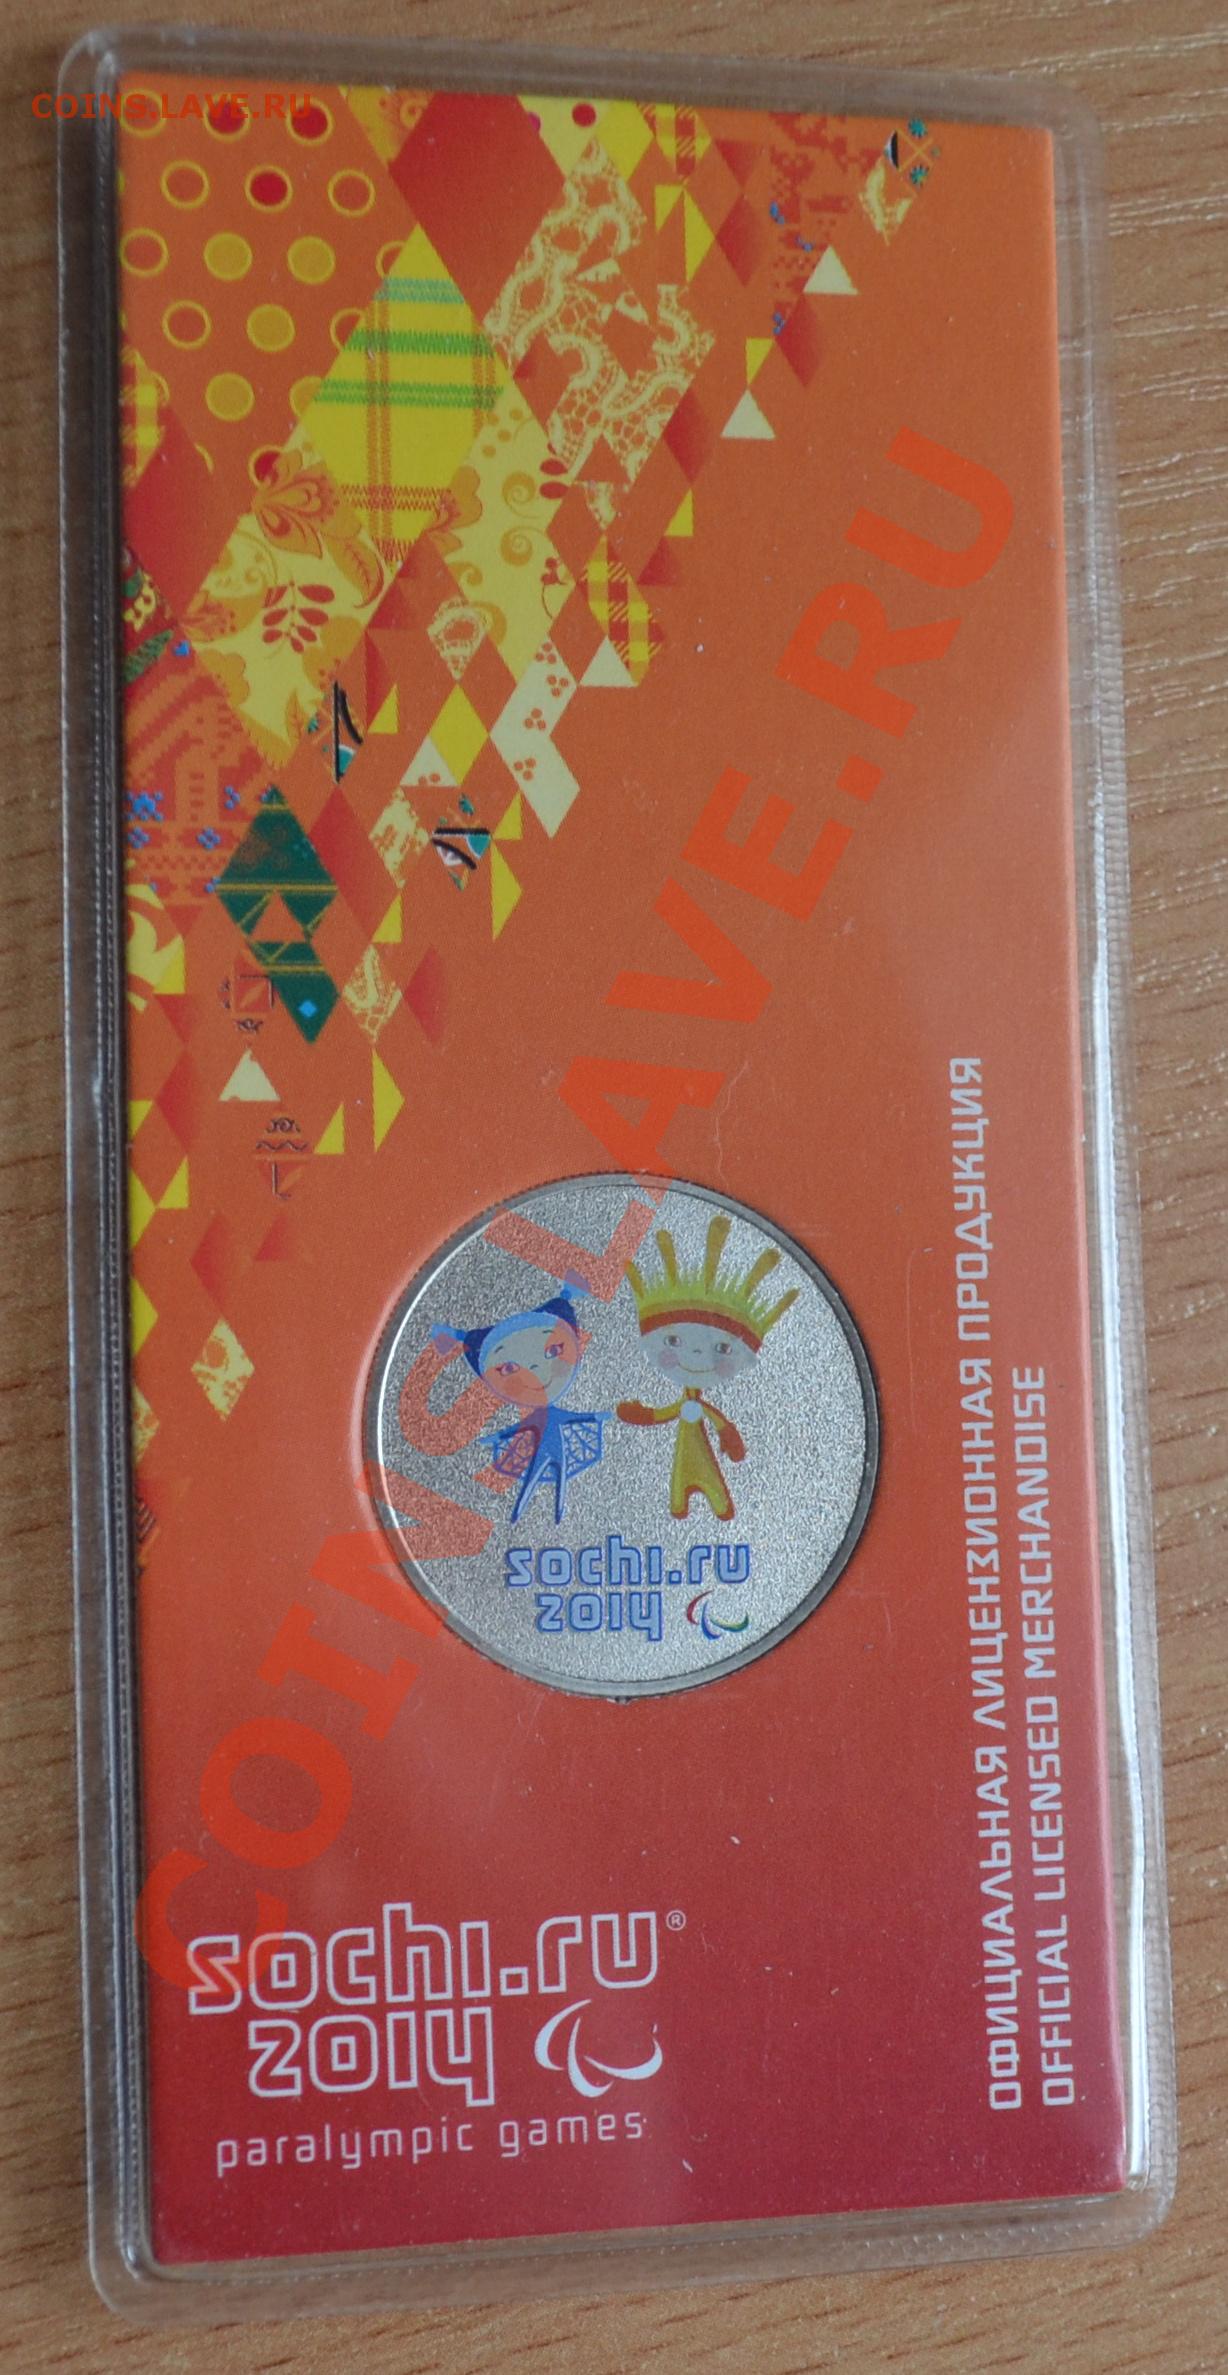 COINS.LAVE.RU
COINS.LAVE.RU
sochi.ru
2014
sochi.ru®
2014
paralympic games
ОФИЦИАЛЬНАЯ ЛИЦЕНЗИОННАЯ ПРОДУКЦИЯ
OFFICIAL LICENSED MERCHANDISE